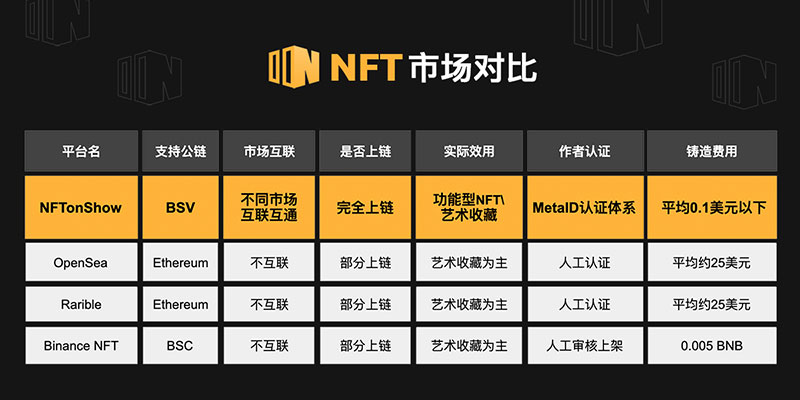 NFT市场对比
平台名 支持公链 市场互联 是否上链 实际效用 作者认证 铸造费用
NFTonShow BSV 不同市场 完全上链 功能型NFT\ MetaID认证体系 平均0.1美元以下
互联互通 艺术收藏
OpenSea Ethereum 不互联 部分上链 艺术收藏为主 人工认证 平均约25美元
Rarible Ethereum 不互联 部分上链 艺术收藏为主 人工认证 平均约25美元
Binance NFT BSC 不互联 部分上链 艺术收藏为主 人工审核上架 0.005 BNB